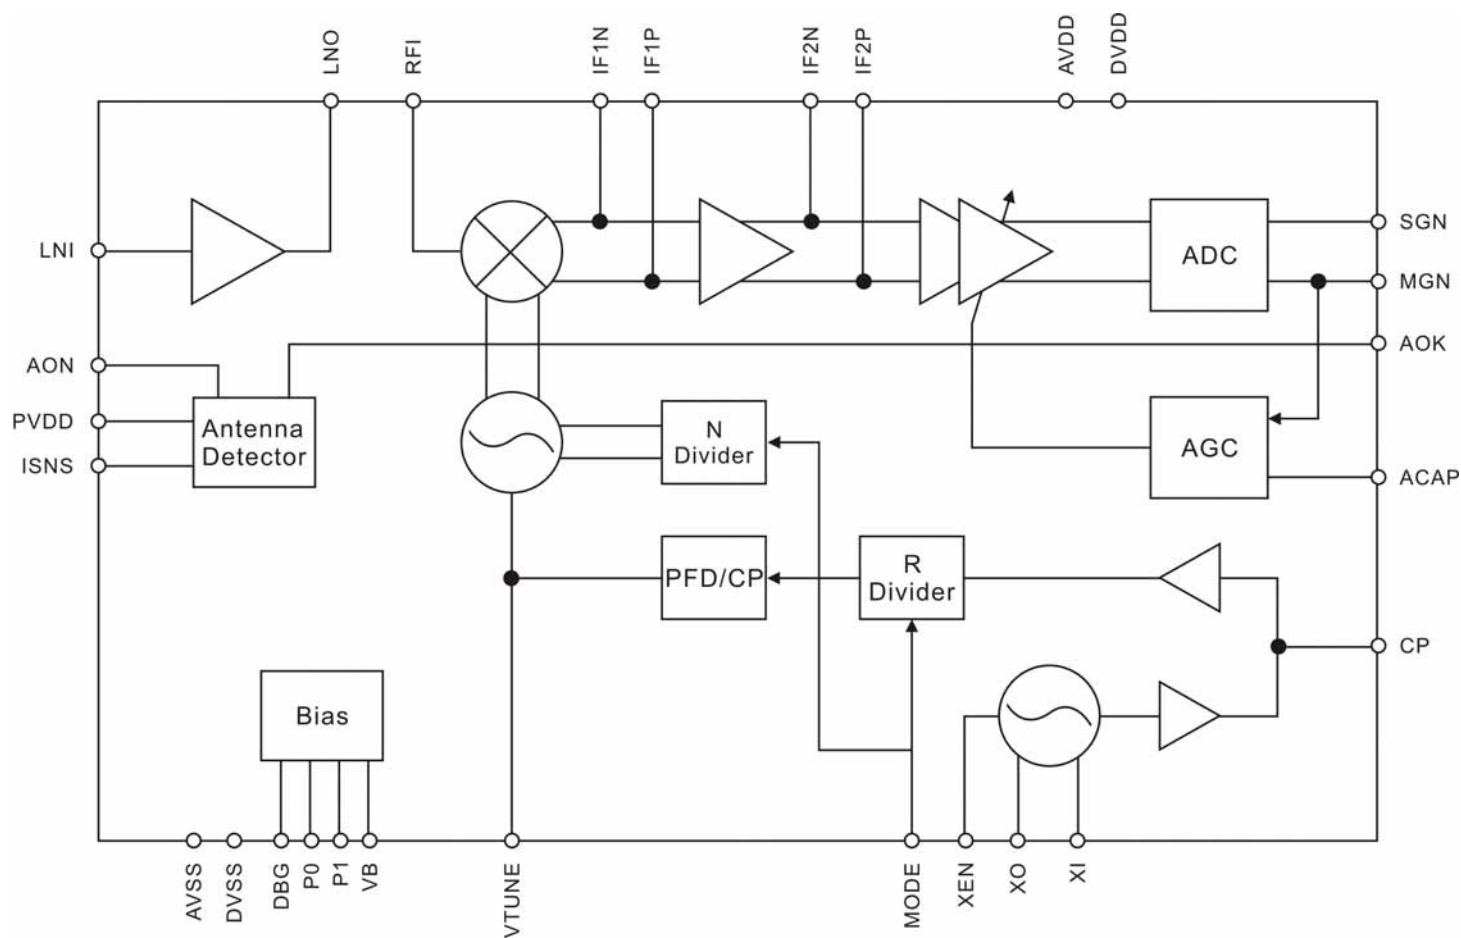 LNO
RFI
IF1N
IF1P
IF2N
IF2P
AVDD
DVDD
LNI
ADC
SGN
MGN
AOK
AON
PVDD
ISNS
Antenna
Detector
N
Divider
AGC
ACAP
PFD/CP
R
Divider
CP
Bias
AVSS
DVSS
DBG
P0
P1
VB
VTUNE
MODE
XEN
XO
XI